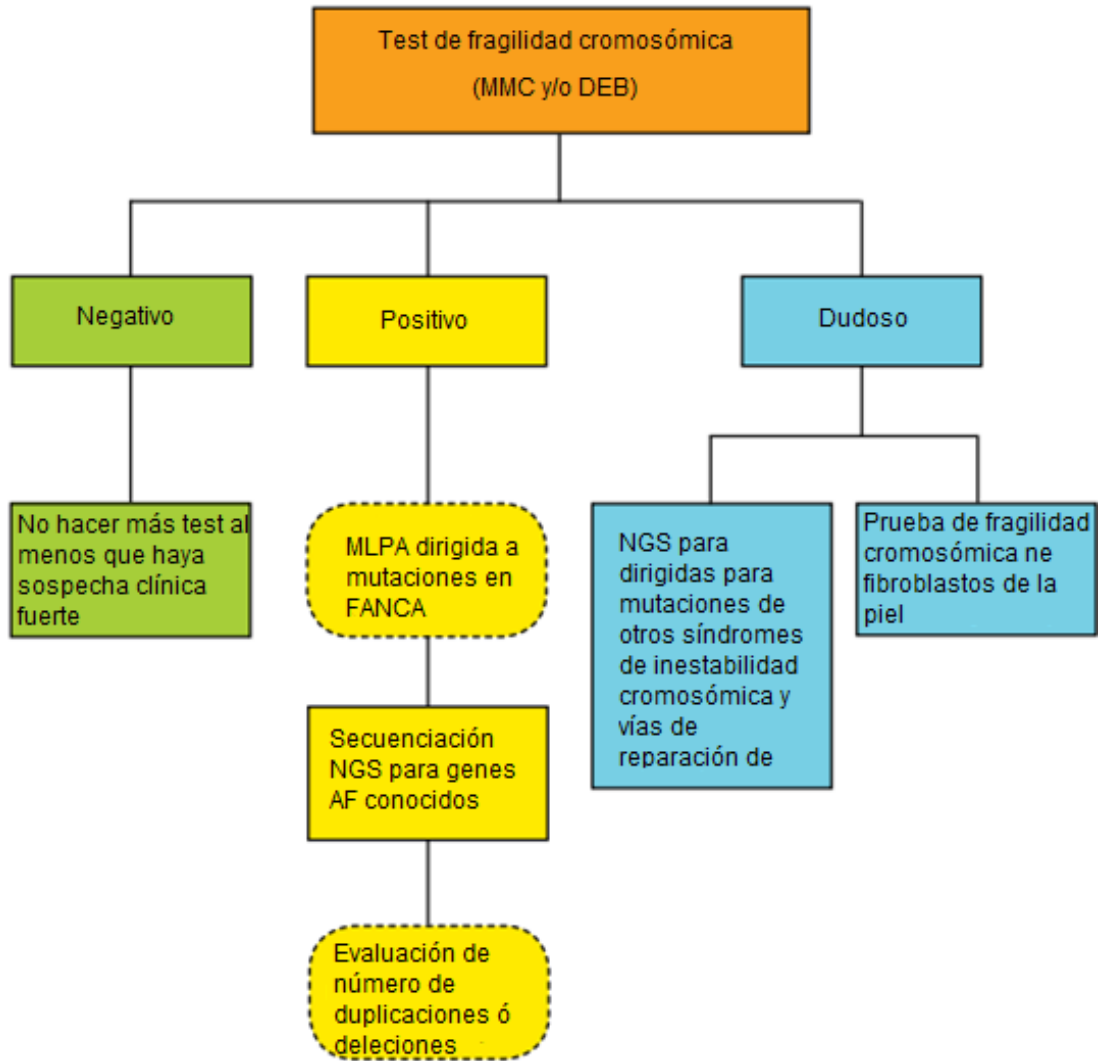 Test de fragilidad cromosómica
(MMC y/o DEB)
Negativo
Positivo
Dudoso
No hacer más test al
menos que haya
sospecha clínica
fuerte
MLPA dirigida a
mutaciones en
FANCA
NGS para
dirigidas para
mutaciones de
otros síndromes
de inestabilidad
cromosómica y
vías de
reparación de
Prueba de fragilidad
cromosómica ne
fibroblastos de la
piel
Secuenciación
NGS para genes
AF conocidos
Evaluación de
número de
duplicaciones ó
deleciones